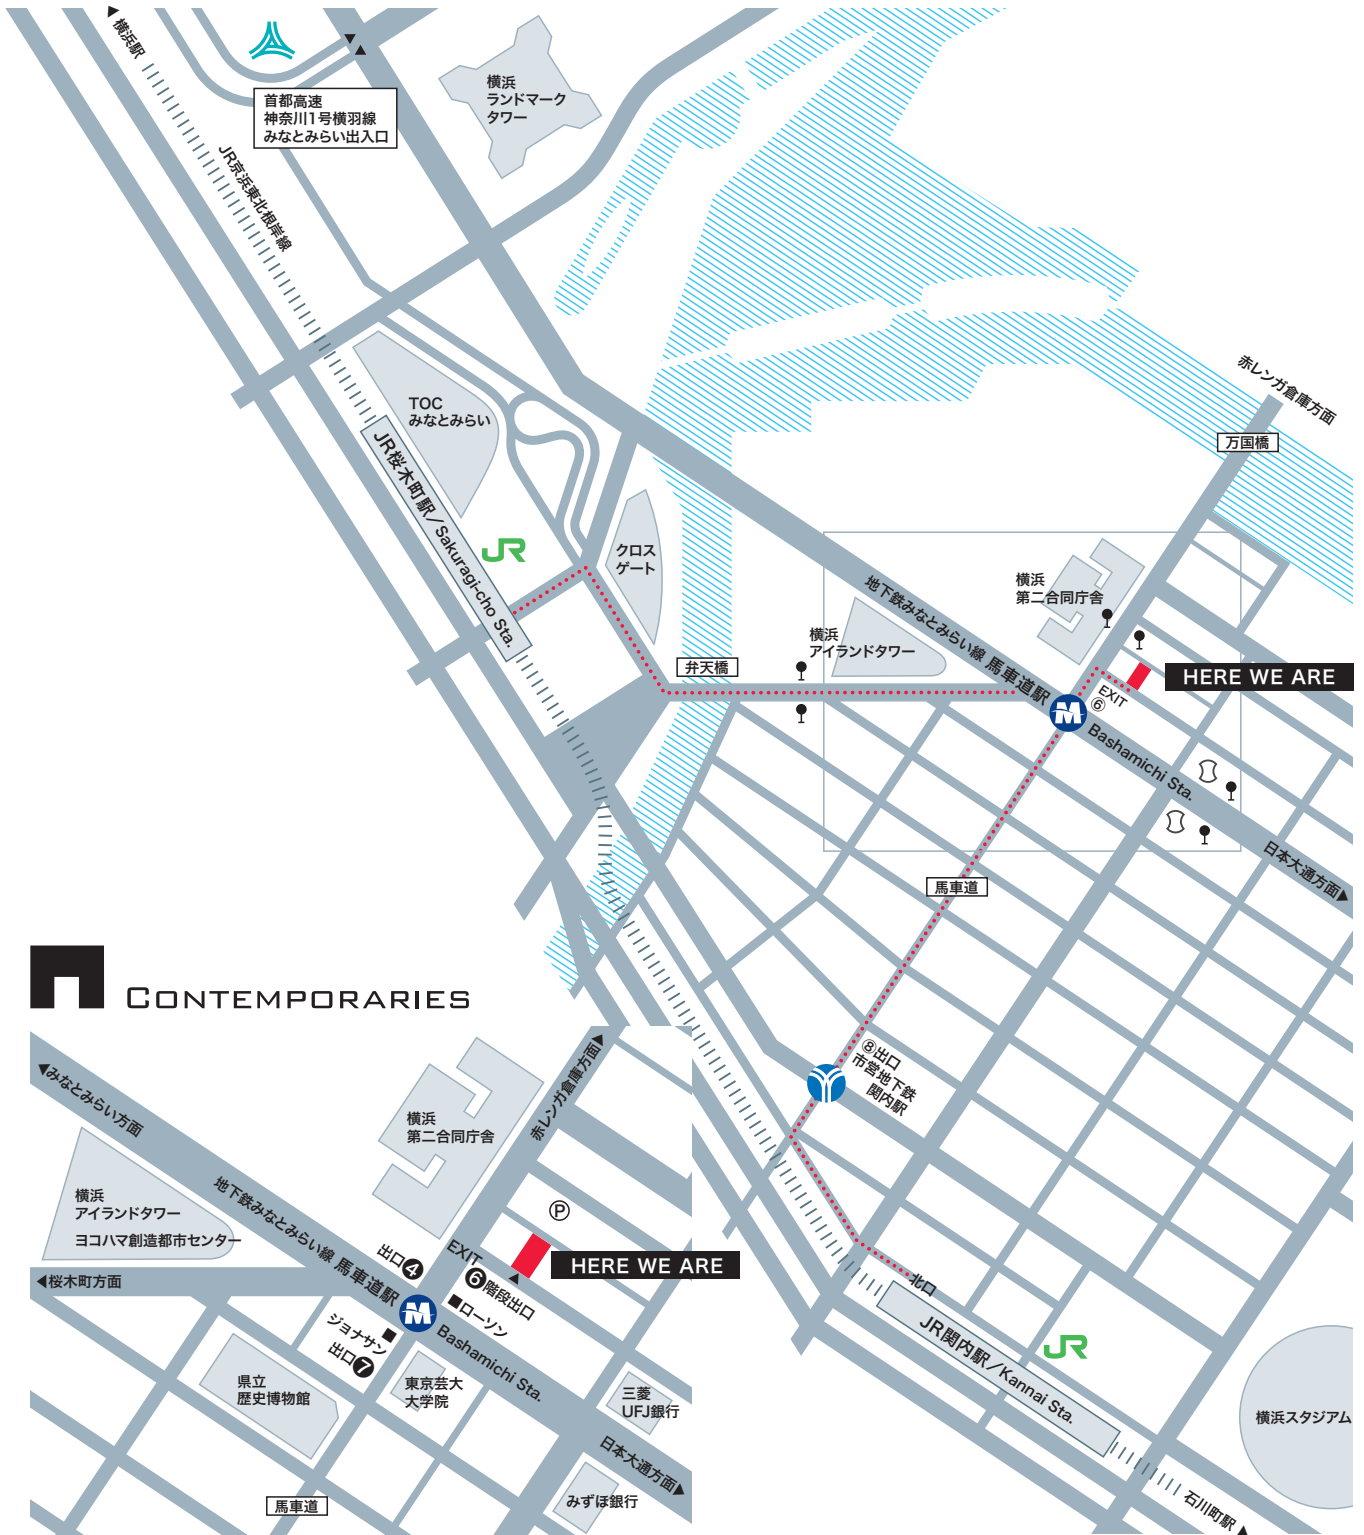 ▲横浜駅
首都高速
神奈川1号横羽線
みなとみらい出入口
横浜
ランドマーク
タワー
JR京浜東北根岸線
TOC
みなとみらい
JR桜木町駅/Sakuragi-cho Sta.
JR
クロス
ゲート
弁天橋
赤レンガ倉庫方面
万国橋
横浜
第二合同庁舎
横浜
アイランドタワー
地下鉄みなとみらい線 馬車道駅
M
Bashamichi Sta.
EXIT
⑥
HERE WE ARE
日本大通方面▲
馬車道
⑧出口
市営地下鉄
関内駅
北口
JR関内駅/Kannai Sta.
JR
横浜スタジアム
石川町駅▲
CONTEMPORARIES
▲みなとみらい方面
横浜
第二合同庁舎
赤レンガ倉庫方面▲
横浜
アイランドタワー
ヨコハマ創造都市センター
地下鉄みなとみらい線 馬車道駅
出口❹
EXIT
❻階段出口
P
HERE WE ARE
◀桜木町方面
M
■ローソン
ジョナサン■
出口❼
Bashamichi Sta.
県立
歴史博物館
東京芸大
大学院
三菱
UFJ銀行
日本大通方面▲
みずほ銀行
馬車道